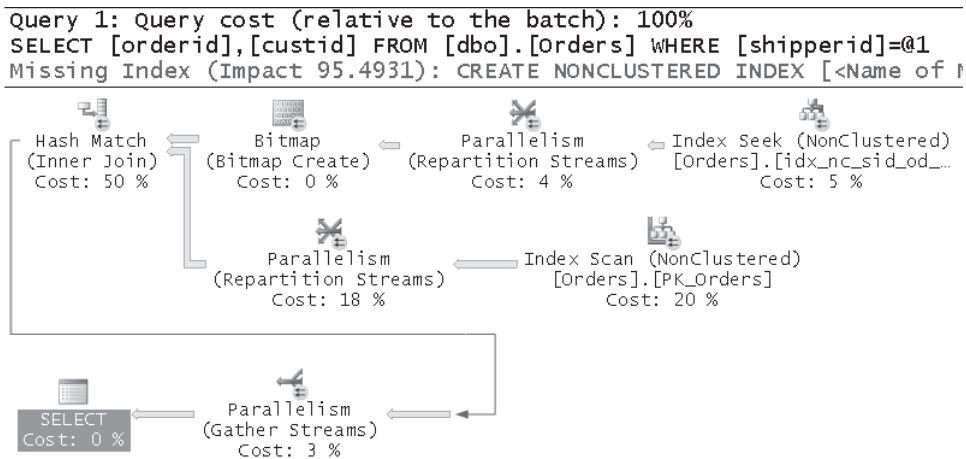 Query 1: Query cost (relative to the batch): 100%
SELECT [orderid],[custid] FROM [dbo].[Orders] WHERE [shipperid]=@1
Missing Index (Impact 95.4931): CREATE NONCLUSTERED INDEX [<Name of M
Hash Match
(Inner Join)
Cost: 50 %
Bitmap
(Bitmap Create)
Cost: 0 %
Parallelism
(Repartition Streams)
Cost: 4 %
Index Seek (NonClustered)
[Orders].[idx_nc_sid_od_…
Cost: 5 %
Parallelism
(Repartition Streams)
Cost: 18 %
Index Scan (NonClustered)
[Orders].[PK_Orders]
Cost: 20 %
SELECT
Cost: 0 %
Parallelism
(Gather Streams)
Cost: 3 %